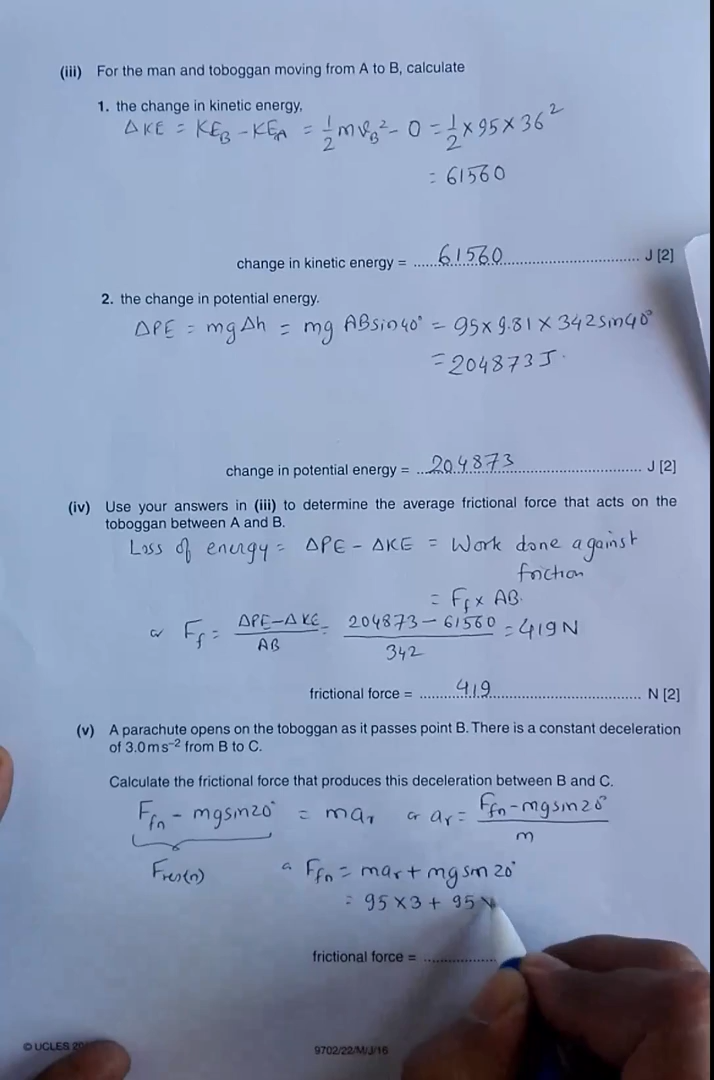 (iii) For the man and toboggan moving from A to B, calculate
1. the change in kinetic energy,
ΔKE = KE_B - KE_A = 1/2 m v_B² - 0 = 1/2 × 95 × 36²
= 61560
change in kinetic energy = ...... 61560 ...... J [2]
2. the change in potential energy.
ΔPE = mgΔh = mg ABsin40° = 95 × 9.81 × 342 sin40°
= 204873 J.
change in potential energy = ... 204873 ...... J [2]
(iv) Use your answers in (iii) to determine the average frictional force that acts on the
toboggan between A and B.
Loss of energy = ΔPE - ΔKE = Work done against
friction
= F_f × AB.
or F_f = (ΔPE - ΔKE)/AB = (204873 - 61560)/342 = 419 N
frictional force = ...... 419 ...... N [2]
(v) A parachute opens on the toboggan as it passes point B. There is a constant deceleration
of 3.0 m s⁻² from B to C.
Calculate the frictional force that produces this deceleration between B and C.
F_fn - mgsin20° = ma_r or a_r = (F_fn - mgsin20°)/m
F_res(n) or F_fn = ma_r + mgsin20°
= 95 × 3 + 95 ×
frictional force = ......
© UCLES 20
9702/22/M/J/16